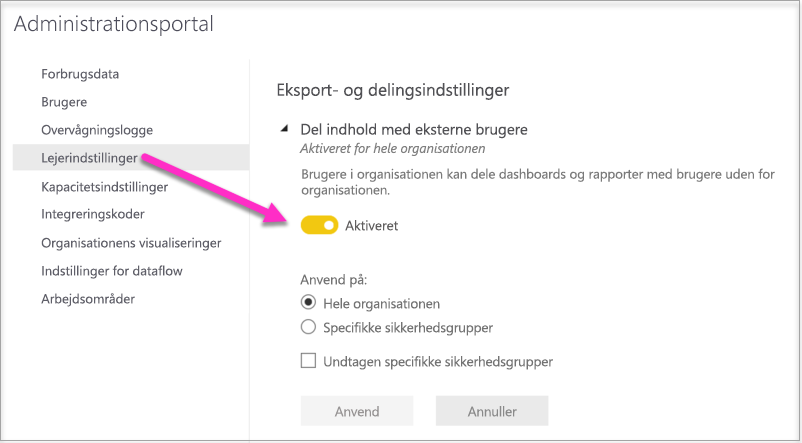 Administrationsportal
Forbrugsdata
Brugere
Overvågningslogge
Lejerindstillinger
Kapacitetsindstillinger
Integreringskoder
Organisationens visualiseringer
Indstillinger for dataflow
Arbejdsområder
Eksport- og delingsindstillinger
Del indhold med eksterne brugere
Aktiveret for hele organisationen
Brugere i organisationen kan dele dashboards og rapporter med brugere uden for
organisationen.
Aktiveret
Anvend på:
Hele organisationen
Specifikke sikkerhedsgrupper
Undtagen specifikke sikkerhedsgrupper
Anvend
Annuller